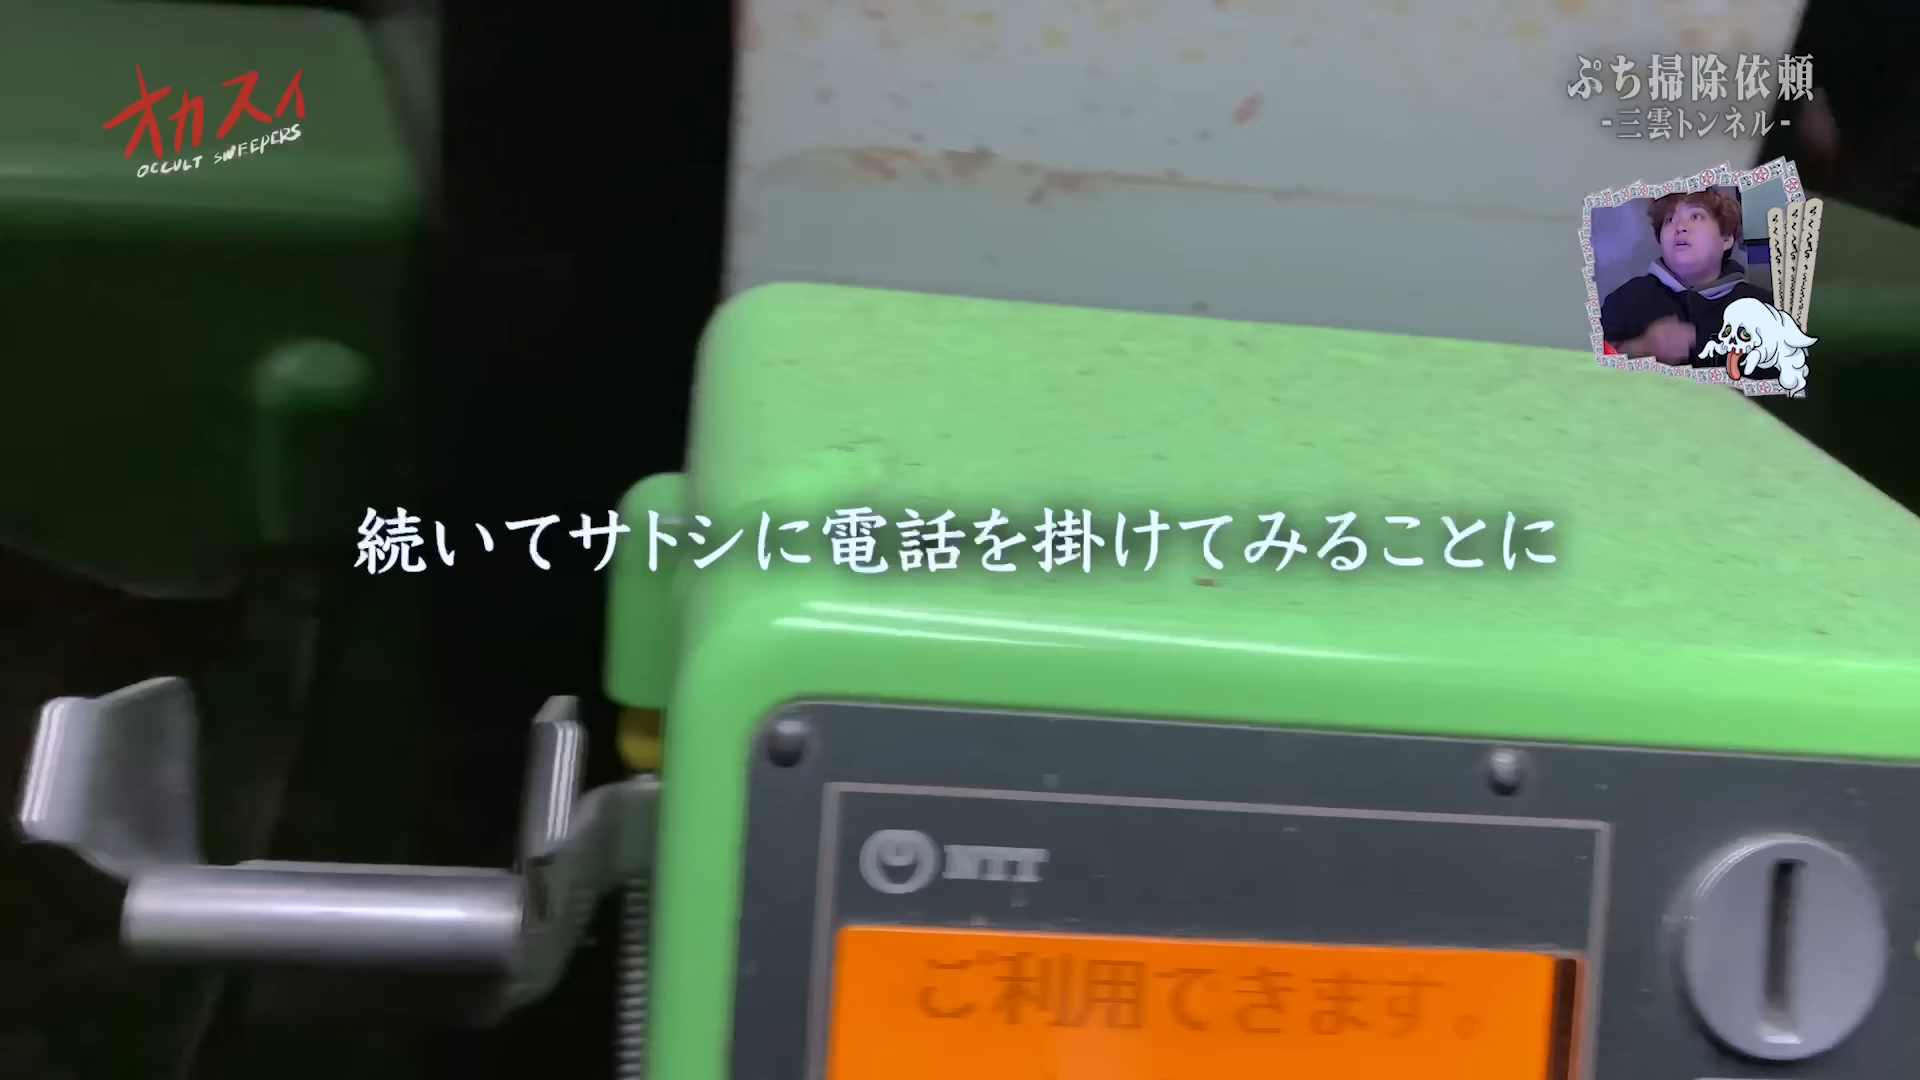 オカスイ
OCCULT SWEEPERS
ぷち掃除依頼
-三雲トンネル-
続いてサトシに電話を掛けてみることに
NTT
ご利用できます。